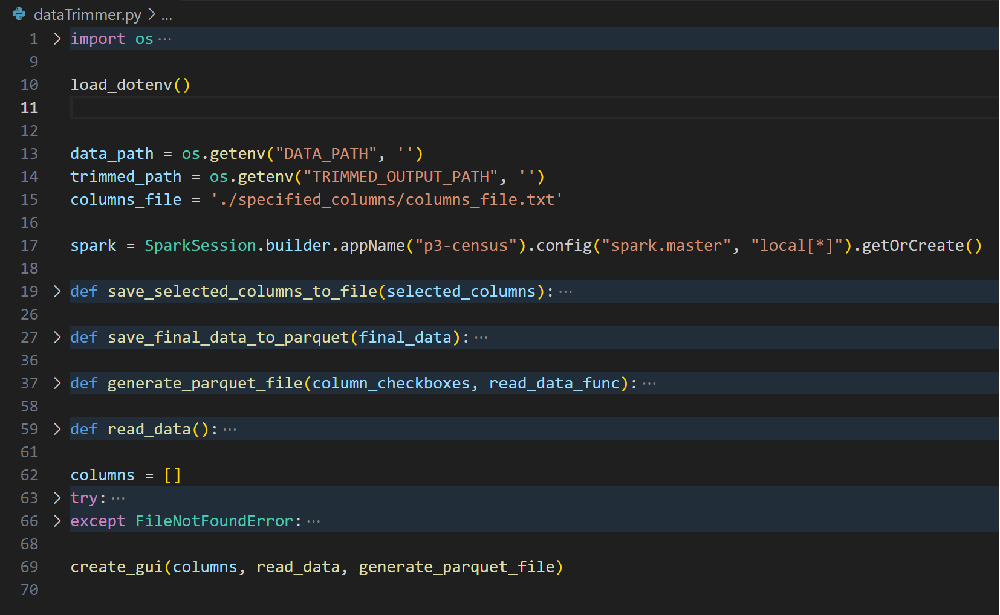 dataTrimmer.py > ...
1 > import os ···
9
10 load_dotenv()
11
12
13 data_path = os.getenv("DATA_PATH", '')
14 trimmed_path = os.getenv("TRIMMED_OUTPUT_PATH", '')
15 columns_file = './specified_columns/columns_file.txt'
16
17 spark = SparkSession.builder.appName("p3-census").config("spark.master", "local[*]").getOrCreate()
18
19 > def save_selected_columns_to_file(selected_columns): ···
26
27 > def save_final_data_to_parquet(final_data): ···
36
37 > def generate_parquet_file(column_checkboxes, read_data_func): ···
58
59 > def read_data(): ···
61
62 columns = []
63 > try: ···
66 > except FileNotFoundError: ···
68
69 create_gui(columns, read_data, generate_parquet_file)
70